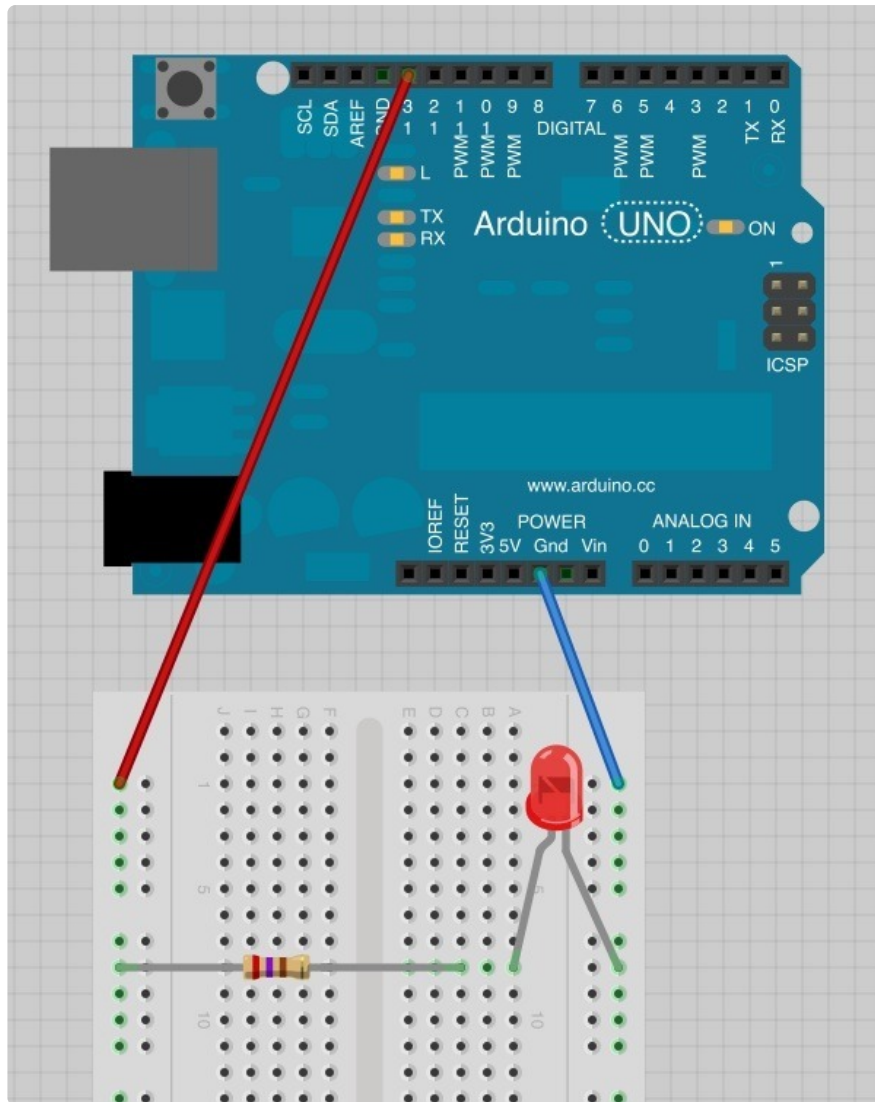 SCL
SDA
AREF
GND
13
12
PWM 11
PWM 10
PWM 9
8
DIGITAL
7
PWM 6
PWM 5
4
PWM 3
2
TX 1
RX 0
L
TX
RX
Arduino UNO
ON
1
ICSP
www.arduino.cc
POWER
ANALOG IN
IOREF
RESET
3V3
5V Gnd Vin
0 1 2 3 4 5
J I H G F E D C B A
1
5 5
10 10